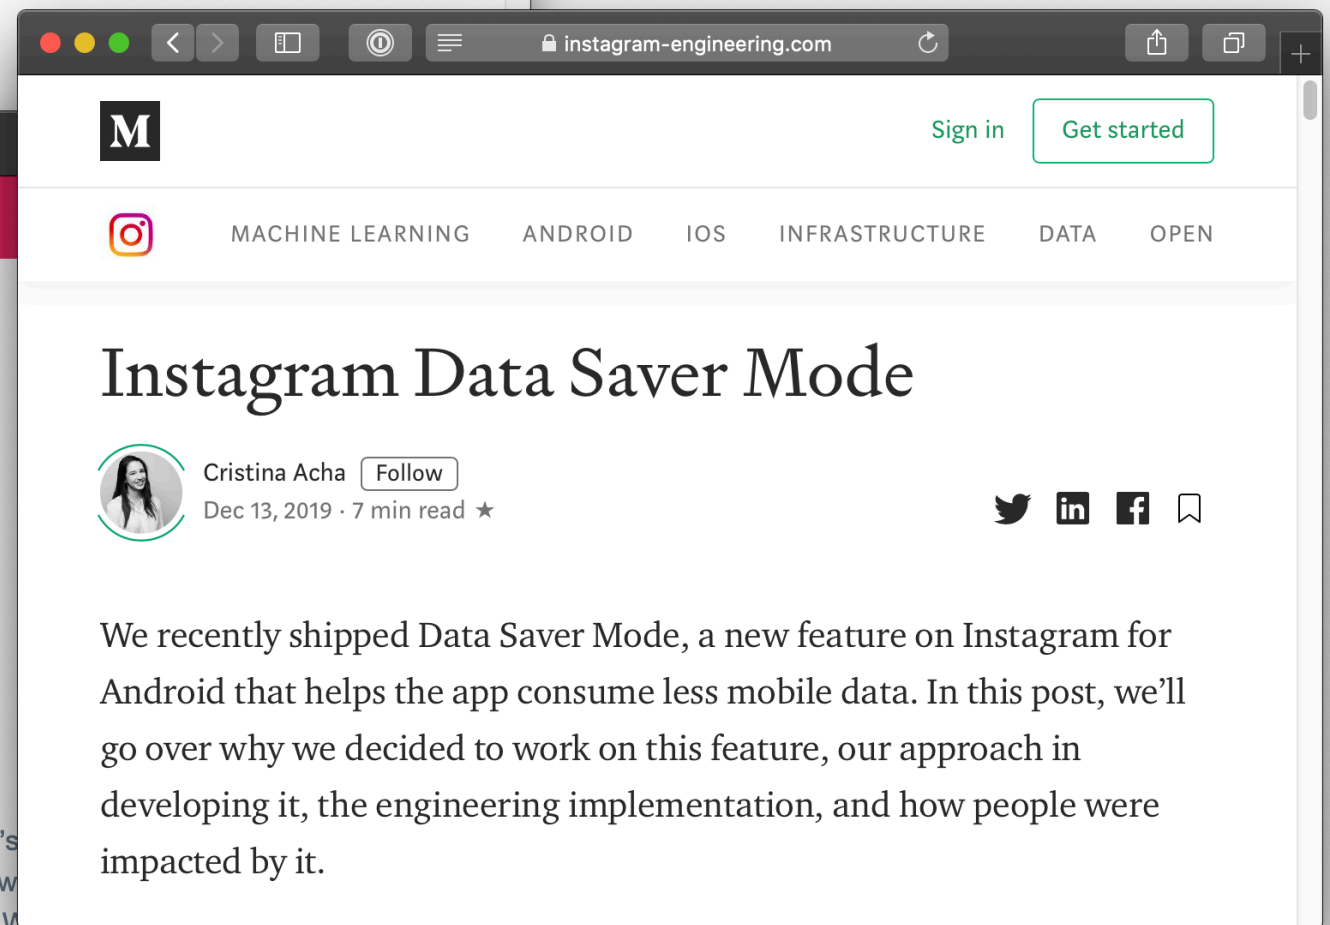 instagram-engineering.com
M
Sign in
Get started
MACHINE LEARNING
ANDROID
IOS
INFRASTRUCTURE
DATA
OPEN
Instagram Data Saver Mode
Cristina Acha
Follow
Dec 13, 2019 · 7 min read ★
in
We recently shipped Data Saver Mode, a new feature on Instagram for
Android that helps the app consume less mobile data. In this post, we’ll
go over why we decided to work on this feature, our approach in
developing it, the engineering implementation, and how people were
impacted by it.
’s
w